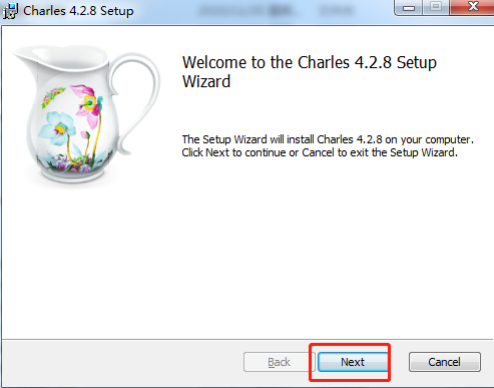 Charles 4.2.8 Setup
Welcome to the Charles 4.2.8 Setup
Wizard
The Setup Wizard will install Charles 4.2.8 on your computer.
Click Next to continue or Cancel to exit the Setup Wizard.
Back
Next
Cancel